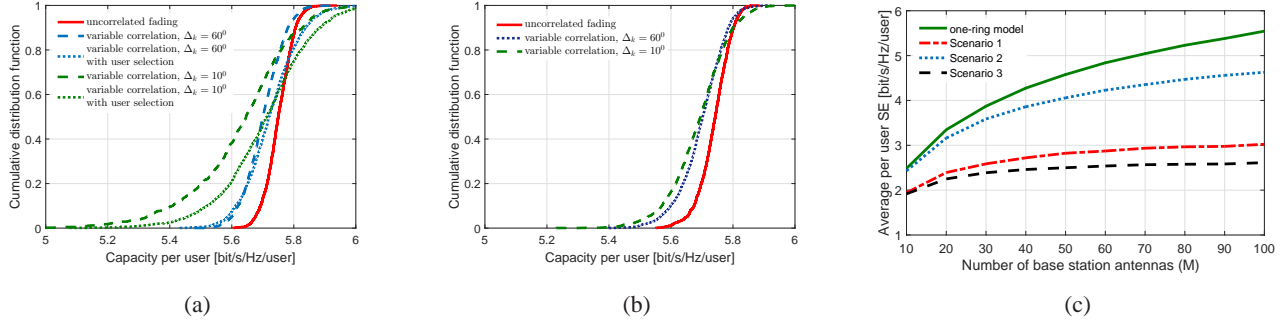 Cumulative distribution function
1
0.8
0.6
0.4
0.2
0
5
5.2
5.4
5.6
5.8
6
Capacity per user [bit/s/Hz/user]
uncorrelated fading
variable correlation, Δk = 60⁰
variable correlation, Δk = 60⁰
with user selection
variable correlation, Δk = 10⁰
variable correlation, Δk = 10⁰
with user selection
(a)
Cumulative distribution function
1
0.8
0.6
0.4
0.2
0
5
5.2
5.4
5.6
5.8
6
Capacity per user [bit/s/Hz/user]
uncorrelated fading
variable correlation, Δk = 60⁰
variable correlation, Δk = 10⁰
(b)
Average per user SE [bit/s/Hz/user]
6
5
4
3
2
1
10
20
30
40
50
60
70
80
90
100
Number of base station antennas (M)
one-ring model
Scenario 1
Scenario 2
Scenario 3
(c)